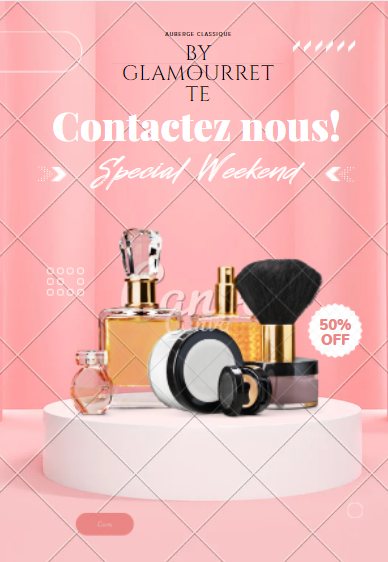 AUBERGE CLASSIQUE
BY
GLAMOURRET
TE
Contactez nous!
Special Weekend
50%
OFF